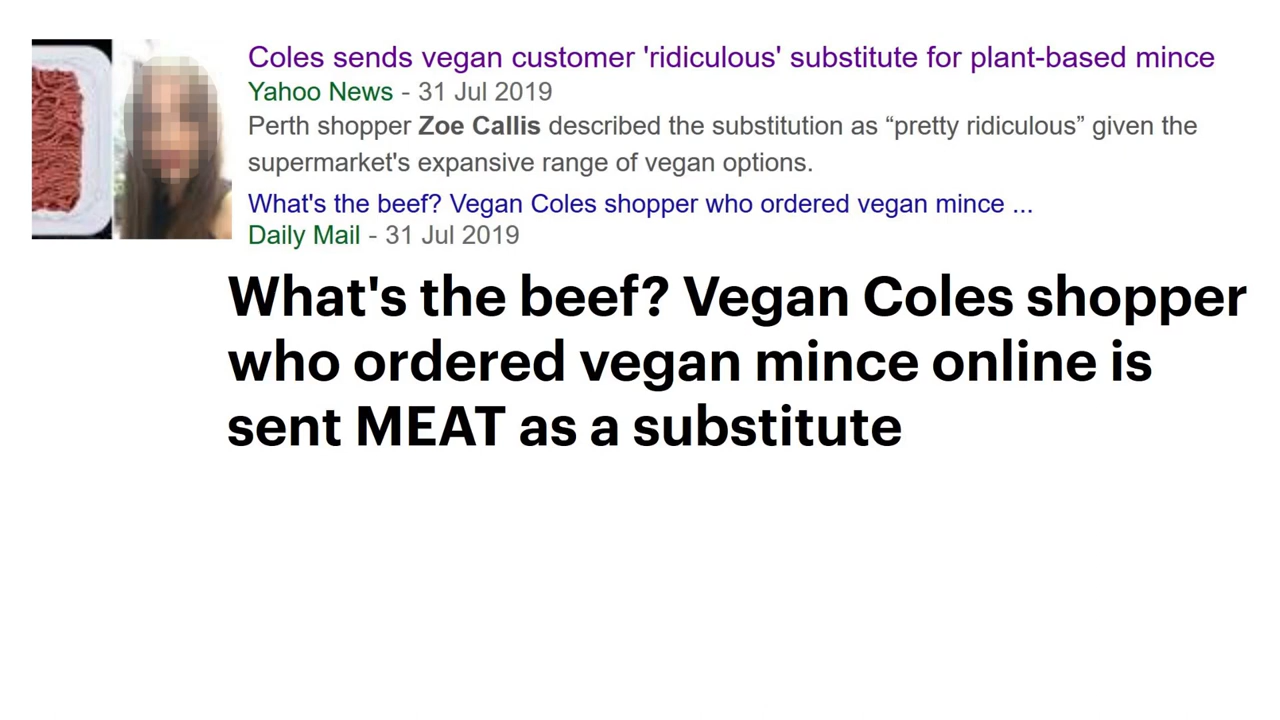 Coles sends vegan customer 'ridiculous' substitute for plant-based mince
Yahoo News - 31 Jul 2019
Perth shopper Zoe Callis described the substitution as “pretty ridiculous” given the
supermarket's expansive range of vegan options.
What's the beef? Vegan Coles shopper who ordered vegan mince ...
Daily Mail - 31 Jul 2019
What's the beef? Vegan Coles shopper
who ordered vegan mince online is
sent MEAT as a substitute